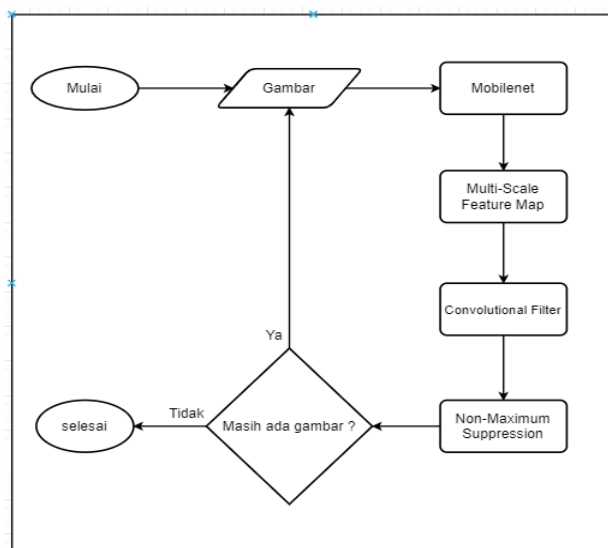 Mulai
Gambar
Mobilenet
Multi-Scale
Feature Map
Convolutional Filter
Non-Maximum
Suppression
Masih ada gambar ?
Ya
Tidak
selesai